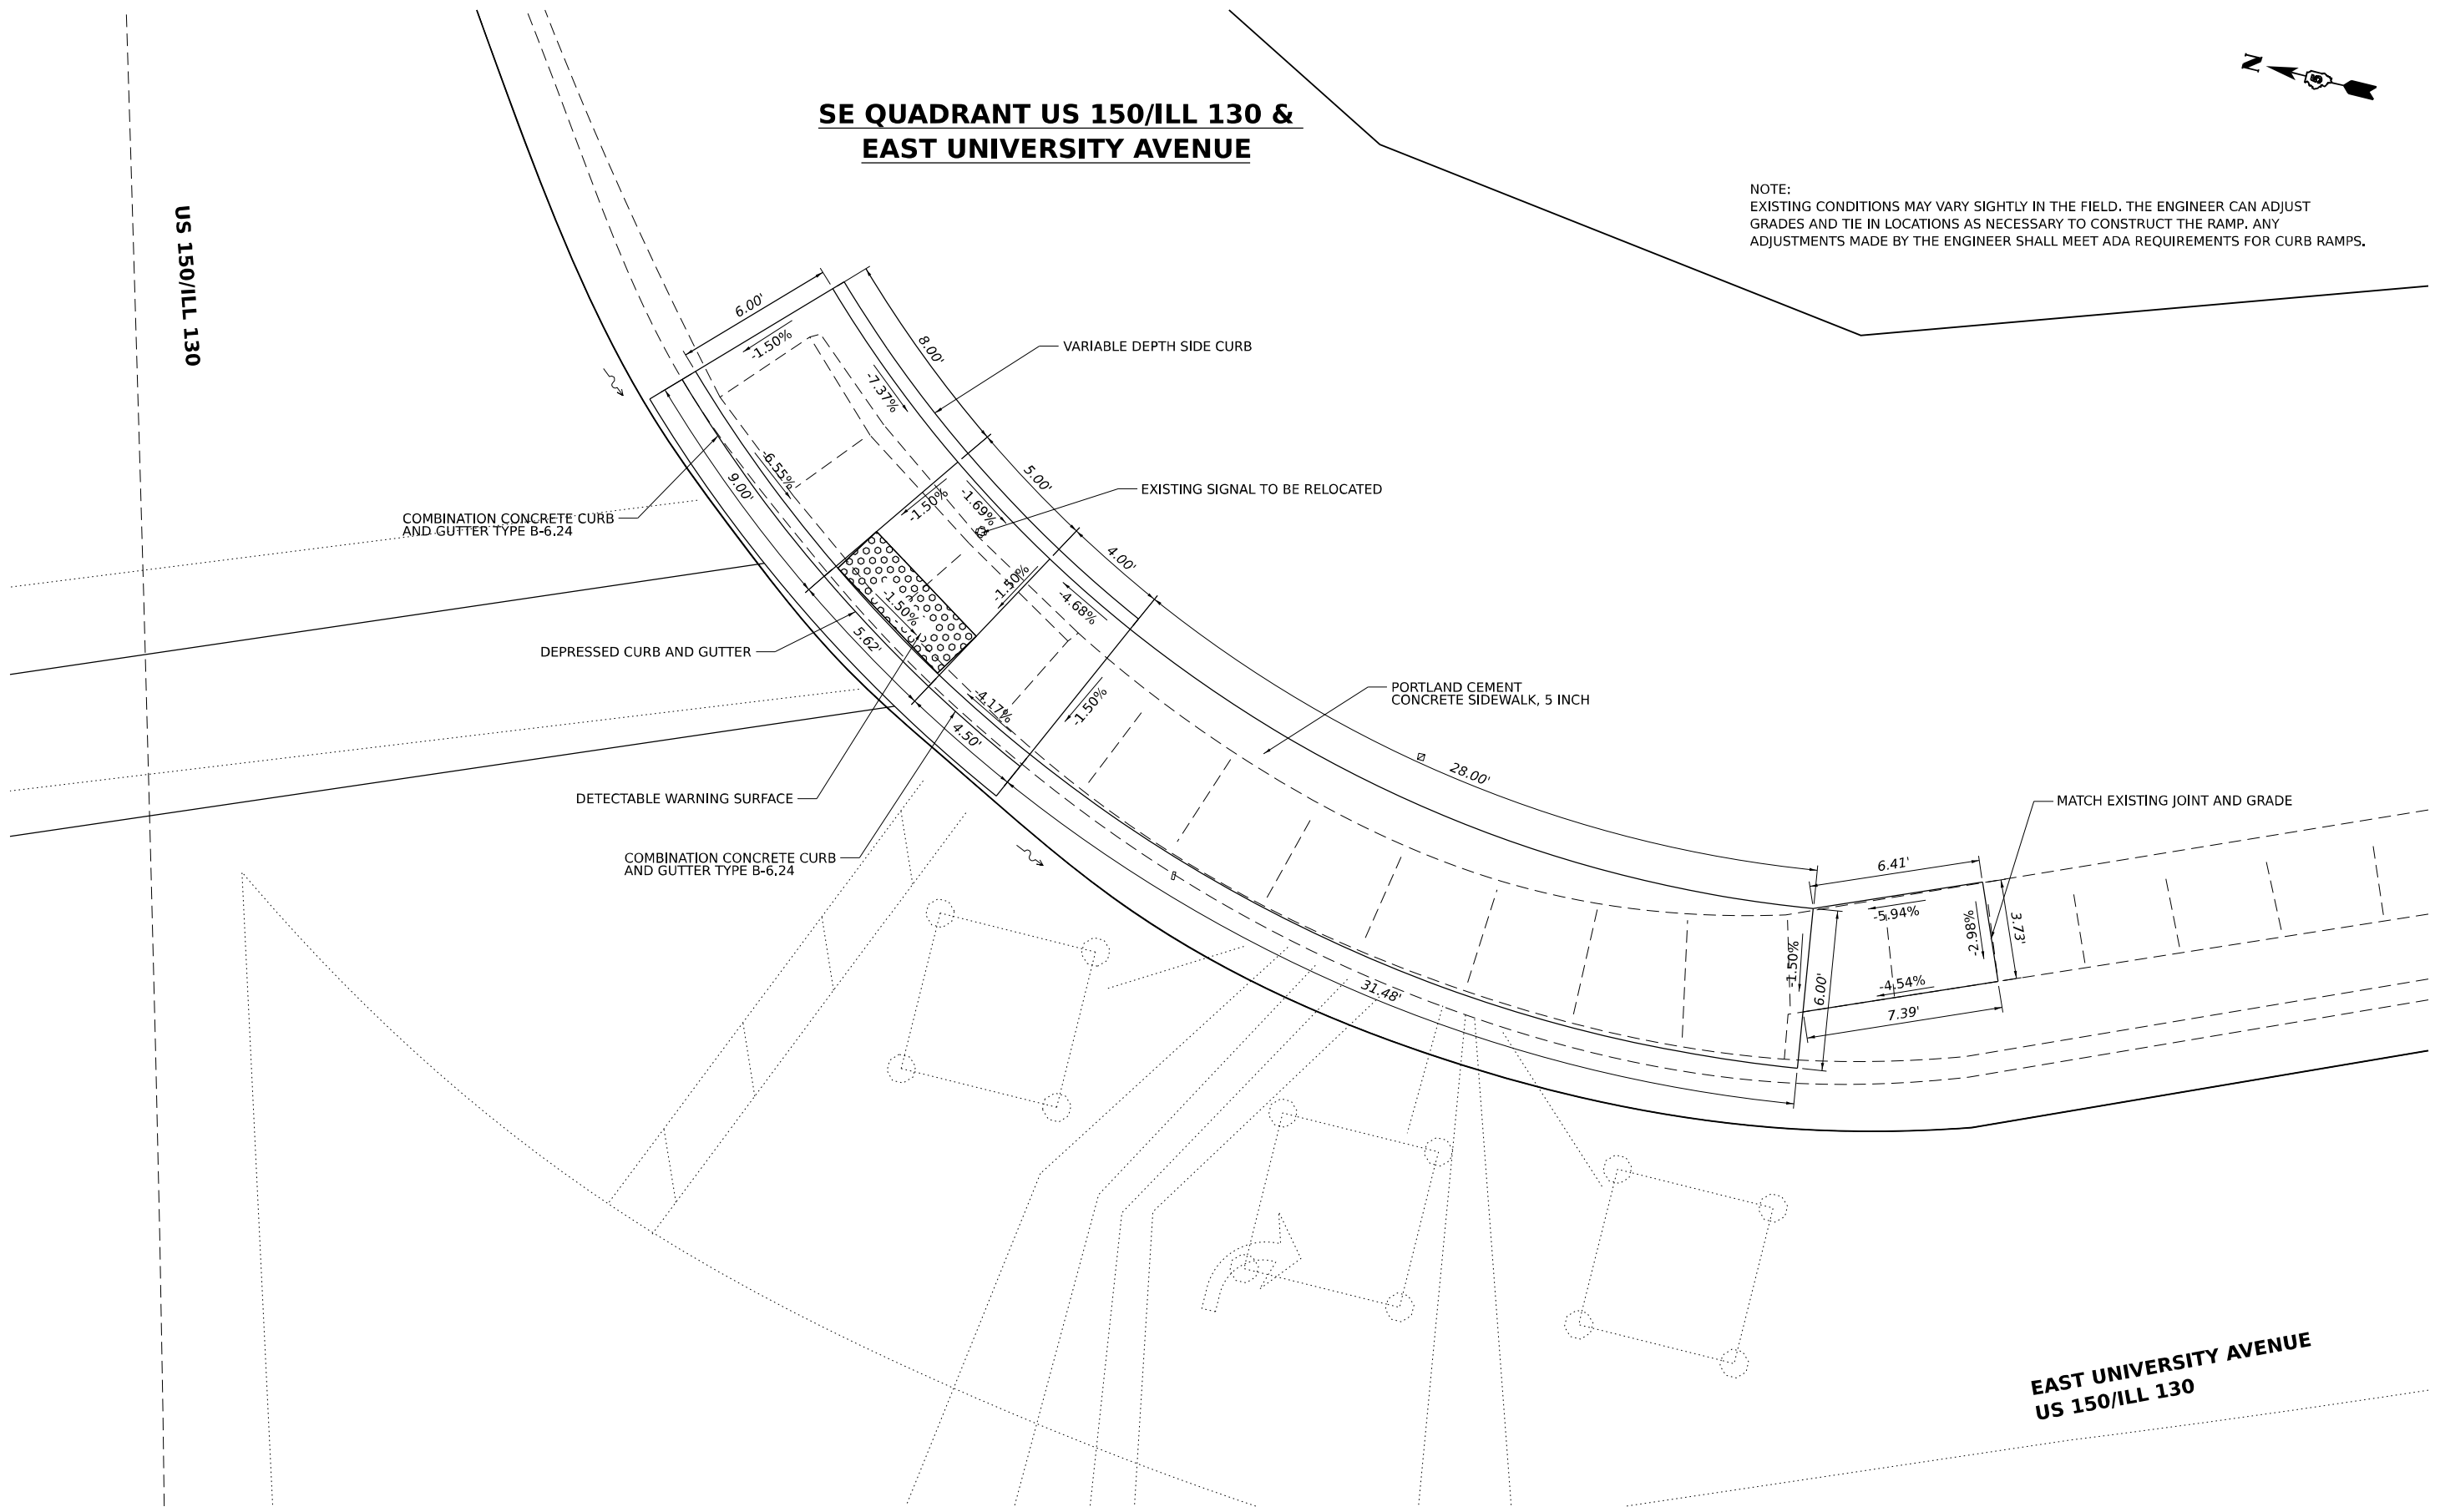 SE QUADRANT US 150/ILL 130 &
EAST UNIVERSITY AVENUE
N
5
NOTE:
EXISTING CONDITIONS MAY VARY SIGHTLY IN THE FIELD. THE ENGINEER CAN ADJUST
GRADES AND TIE IN LOCATIONS AS NECESSARY TO CONSTRUCT THE RAMP. ANY
ADJUSTMENTS MADE BY THE ENGINEER SHALL MEET ADA REQUIREMENTS FOR CURB RAMPS.
US 150/ILL 130
6.00'
-1.50%
8.00'
VARIABLE DEPTH SIDE CURB
-7.37%
-6.55%
9.00'
5.00'
EXISTING SIGNAL TO BE RELOCATED
-1.50%
-1.69%
COMBINATION CONCRETE CURB
AND GUTTER TYPE B-6.24
4.00'
-1.50%
-1.50%
-4.68%
5.62'
DEPRESSED CURB AND GUTTER
-4.17%
-1.50%
4.50'
PORTLAND CEMENT
CONCRETE SIDEWALK, 5 INCH
28.00'
DETECTABLE WARNING SURFACE
MATCH EXISTING JOINT AND GRADE
COMBINATION CONCRETE CURB
AND GUTTER TYPE B-6.24
6.41'
-5.94%
-2.98%
3.73'
-1.50%
6.00'
-4.54%
7.39'
31.48'
EAST UNIVERSITY AVENUE
US 150/ILL 130